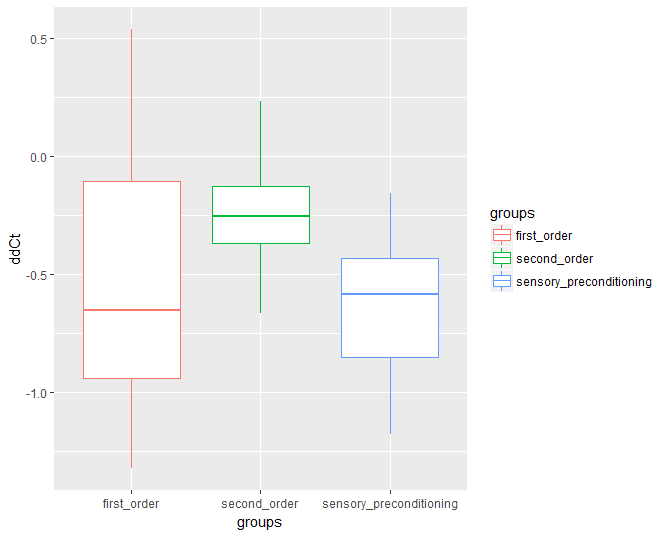 0.5
0.0
-0.5
-1.0
ddCt
first_order
second_order
sensory_preconditioning
groups
groups
first_order
second_order
sensory_preconditioning